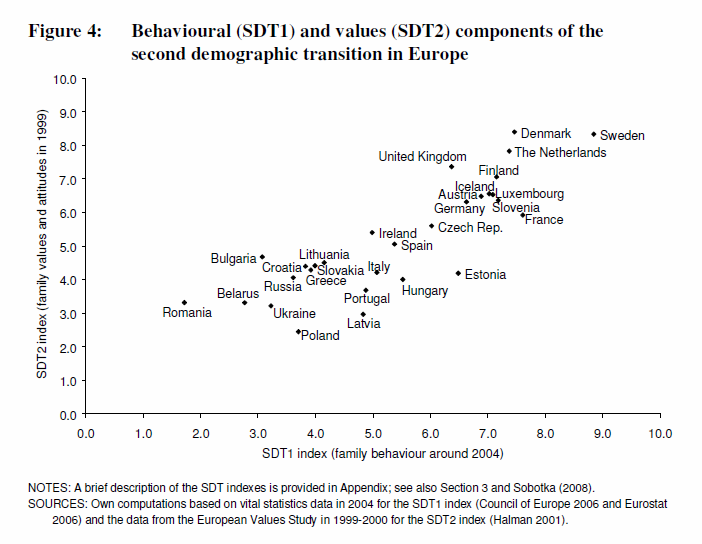 Figure 4: Behavioural (SDT1) and values (SDT2) components of the
second demographic transition in Europe
SDT2 index (family values and attitudes in 1999)
10.0
9.0
8.0
7.0
6.0
5.0
4.0
3.0
2.0
1.0
0.0
Denmark
Sweden
The Netherlands
United Kingdom
Finland
Iceland
Luxembourg
Austria
Germany
Slovenia
France
Czech Rep.
Ireland
Spain
Bulgaria
Lithuania
Croatia
Slovakia
Italy
Estonia
Russia
Greece
Hungary
Belarus
Portugal
Romania
Ukraine
Latvia
Poland
0.0 1.0 2.0 3.0 4.0 5.0 6.0 7.0 8.0 9.0 10.0
SDT1 index (family behaviour around 2004)
NOTES: A brief description of the SDT indexes is provided in Appendix; see also Section 3 and Sobotka (2008).
SOURCES: Own computations based on vital statistics data in 2004 for the SDT1 index (Council of Europe 2006 and Eurostat
2006) and the data from the European Values Study in 1999-2000 for the SDT2 index (Halman 2001).